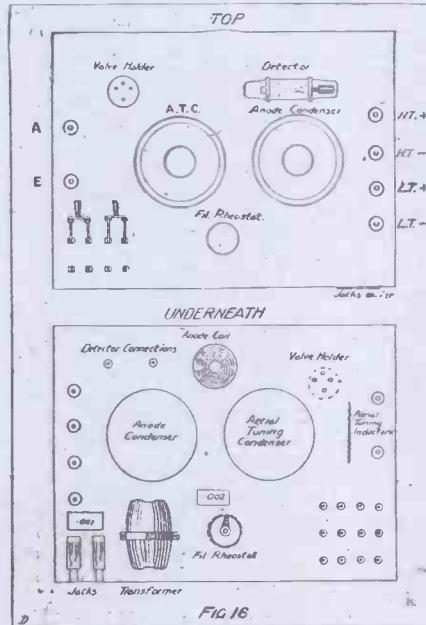 TOP
Valve Holder
Detector
A.T.C.
Anode Condenser
A
HT. +
HT -
E
LT. +
Fil. Rheostat.
LT. -
Jacks
UNDERNEATH
Anode Coil
Detector Connections
Valve Holder
Anode Condenser
Aerial Tuning Condenser
Aerial Tuning Inductance
.001
.002
Fil Rheostat
Jacks
Transformer
FIG 16